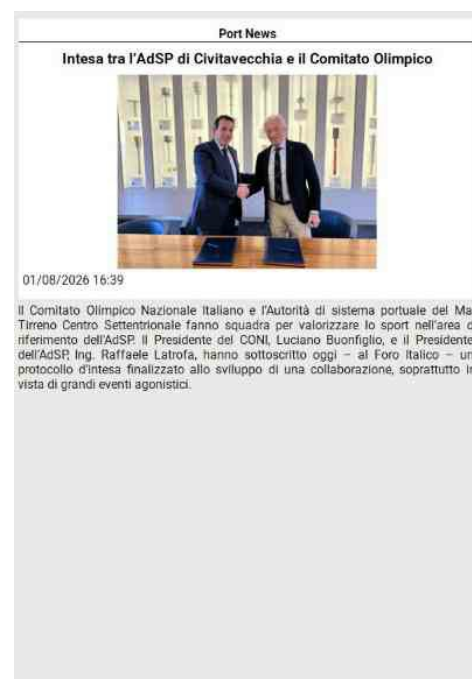 Port News
Intesa tra l'AdSP di Civitavecchia e il Comitato Olimpico
01/08/2026 16:39
Il Comitato Olimpico Nazionale Italiano e l'Autorità di sistema portuale del Ma
Tirreno Centro Settentrionale fanno squadra per valorizzare lo sport nell'area d
riferimento dell'AdSP. Il Presidente del CONI, Luciano Buonfiglio, e il Presidente
dell'AdSP, Ing. Raffaele Latrofa, hanno sottoscritto oggi – al Foro Italico – un
protocollo d'intesa finalizzato allo sviluppo di una collaborazione, soprattutto in
vista di grandi eventi agonistici.